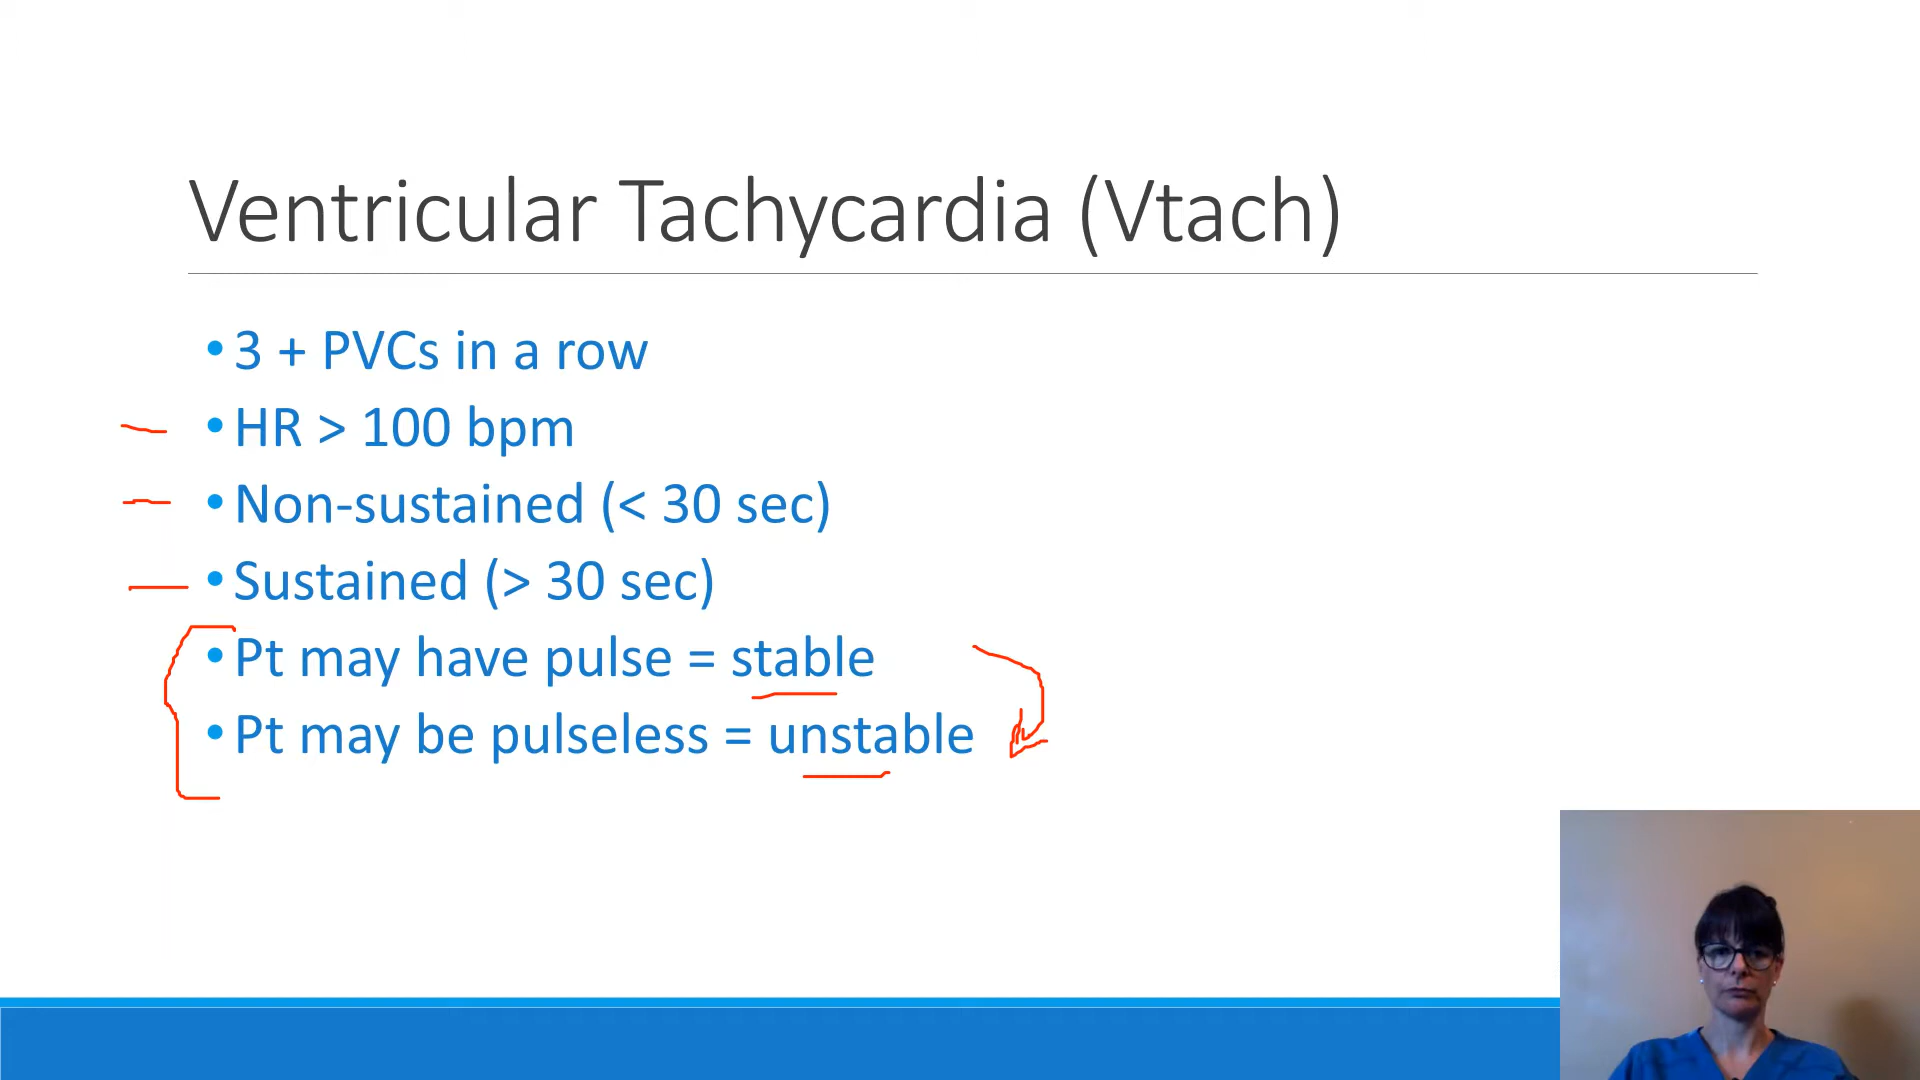 Ventricular Tachycardia (Vtach)
• 3 + PVCs in a row
• HR > 100 bpm
• Non-sustained (< 30 sec)
• Sustained (> 30 sec)
• Pt may have pulse = stable
• Pt may be pulseless = unstable